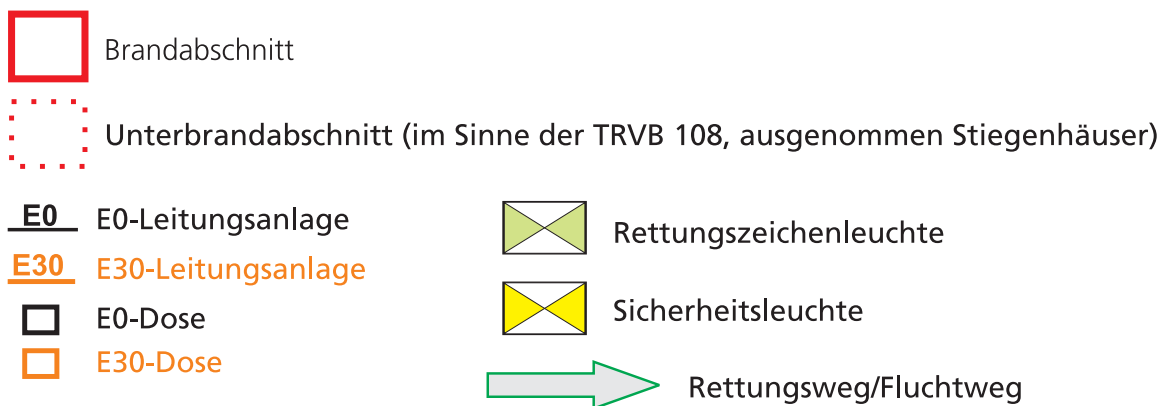 Brandabschnitt
Unterbrandabschnitt (im Sinne der TRVB 108, ausgenommen Stiegenhäuser)
E0 E0-Leitungsanlage
E30 E30-Leitungsanlage
E0-Dose
E30-Dose
Rettungszeichenleuchte
Sicherheitsleuchte
Rettungsweg/Fluchtweg